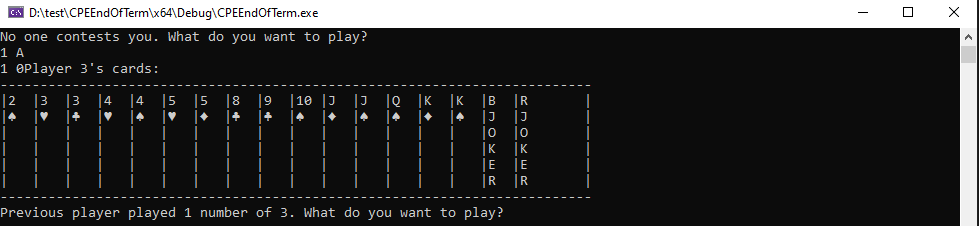 D:\test\CPEEndOfTerm\x64\Debug\CPEEndOfTerm.exe
No one contests you. What do you want to play?
1 A
1 0Player 3's cards:
--------------------------------------------------------------------------
|2  |3  |3  |4  |4  |5  |5  |8  |9  |10 |J  |J  |Q  |K  |K  |B  |R       |
|♠  |♥  |♣  |♥  |♠  |♥  |♦  |♣  |♣  |♠  |♦  |♠  |♠  |♦  |♠  |J  |J       |
|   |   |   |   |   |   |   |   |   |   |   |   |   |   |   |O  |O       |
|   |   |   |   |   |   |   |   |   |   |   |   |   |   |   |K  |K       |
|   |   |   |   |   |   |   |   |   |   |   |   |   |   |   |E  |E       |
|   |   |   |   |   |   |   |   |   |   |   |   |   |   |   |R  |R       |
--------------------------------------------------------------------------
Previous player played 1 number of 3. What do you want to play?